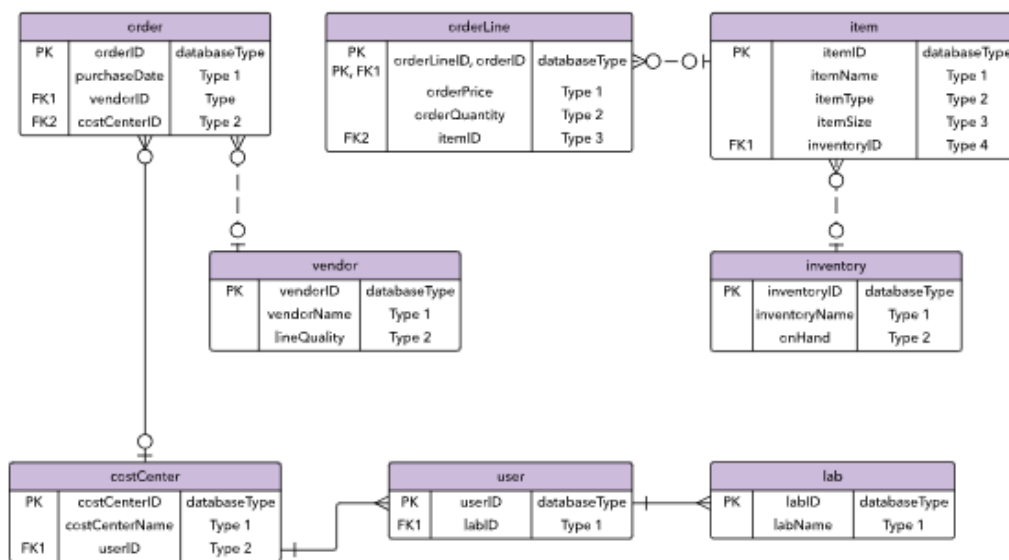 order
PK orderID databaseType
purchaseDate Type 1
FK1 vendorID Type
FK2 costCenterID Type 2
orderLine
PK
PK, FK1 orderLineID, orderID databaseType
orderPrice Type 1
orderQuantity Type 2
FK2 itemID Type 3
item
PK itemID databaseType
itemName Type 1
itemType Type 2
itemSize Type 3
FK1 inventoryID Type 4
vendor
PK vendorID databaseType
vendorName Type 1
lineQuality Type 2
inventory
PK inventoryID databaseType
inventoryName Type 1
onHand Type 2
costCenter
PK costCenterID databaseType
costCenterName Type 1
FK1 userID Type 2
user
PK userID databaseType
FK1 labID Type 1
lab
PK labID databaseType
labName Type 1